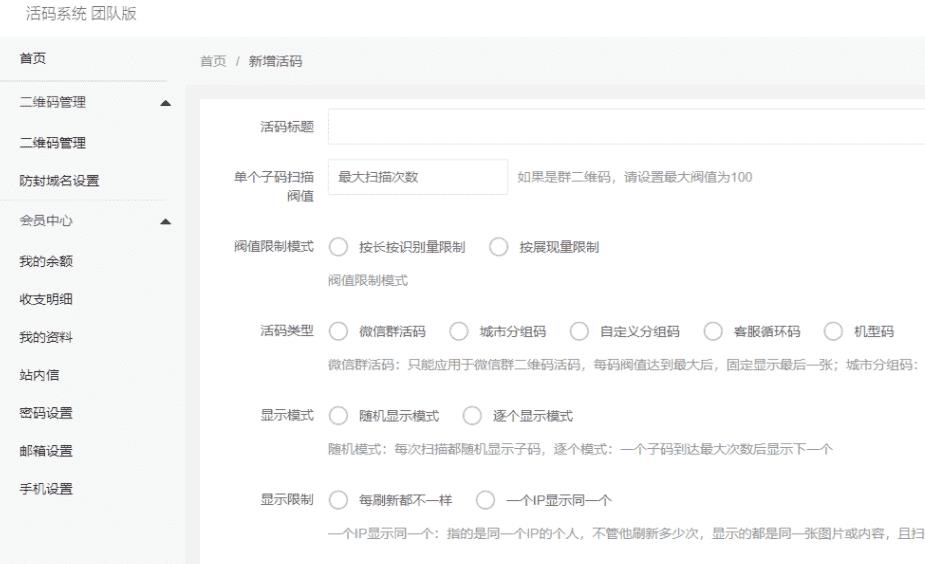 活码系统 团队版
首页
二维码管理
二维码管理
防封域名设置
会员中心
我的余额
收支明细
我的资料
站内信
密码设置
邮箱设置
手机设置
首页 / 新增活码
活码标题
单个子码扫描
阀值
最大扫描次数
如果是群二维码，请设置最大阀值为100
阀值限制模式
按长按识别量限制
按展现量限制
阀值限制模式
活码类型
微信群活码
城市分组码
自定义分组码
客服循环码
机型码
微信群活码：只能应用于微信群二维码活码，每码阀值达到最大后，固定显示最后一张；城市分组码：
显示模式
随机显示模式
逐个显示模式
随机模式：每次扫描都随机显示子码，逐个模式：一个子码到达最大次数后显示下一个
显示限制
每刷新都不一样
一个IP显示同一个
一个IP显示同一个：指的是同一个IP的个人，不管他刷新多少次，显示的都是同一张图片或内容，且扫